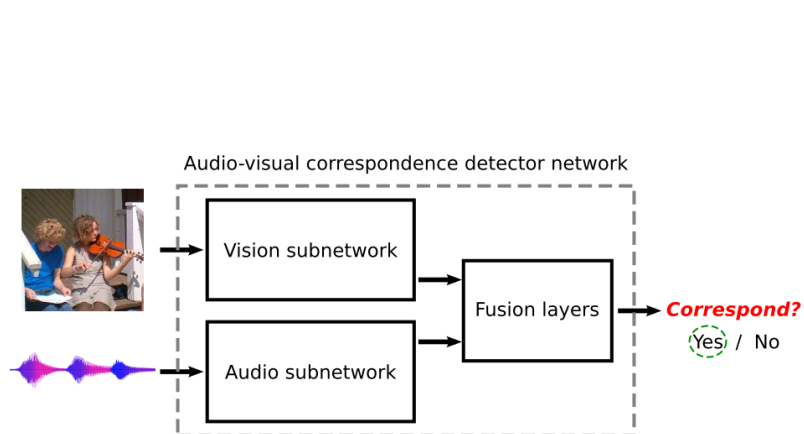 Audio-visual correspondence detector network
Vision subnetwork
Audio subnetwork
Fusion layers
Correspond?
Yes / No